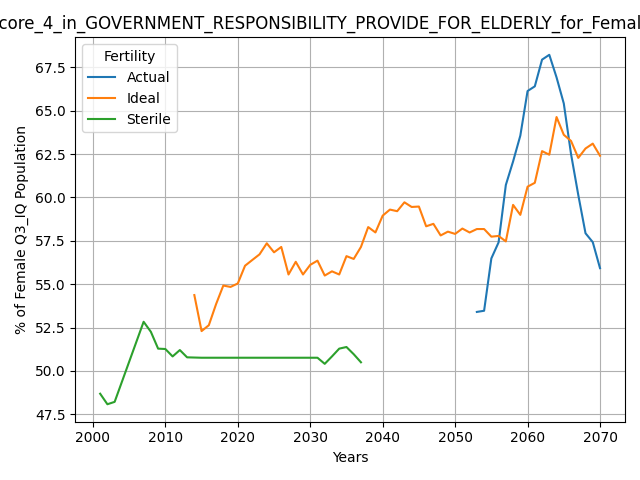 core_4_in_GOVERNMENT_RESPONSIBILITY_PROVIDE_FOR_ELDERLY_for_Femal
Fertility
Actual
Ideal
Sterile
% of Female Q3_IQ Population
67.5
65.0
62.5
60.0
57.5
55.0
52.5
50.0
47.5
2000 2010 2020 2030 2040 2050 2060 2070
Years